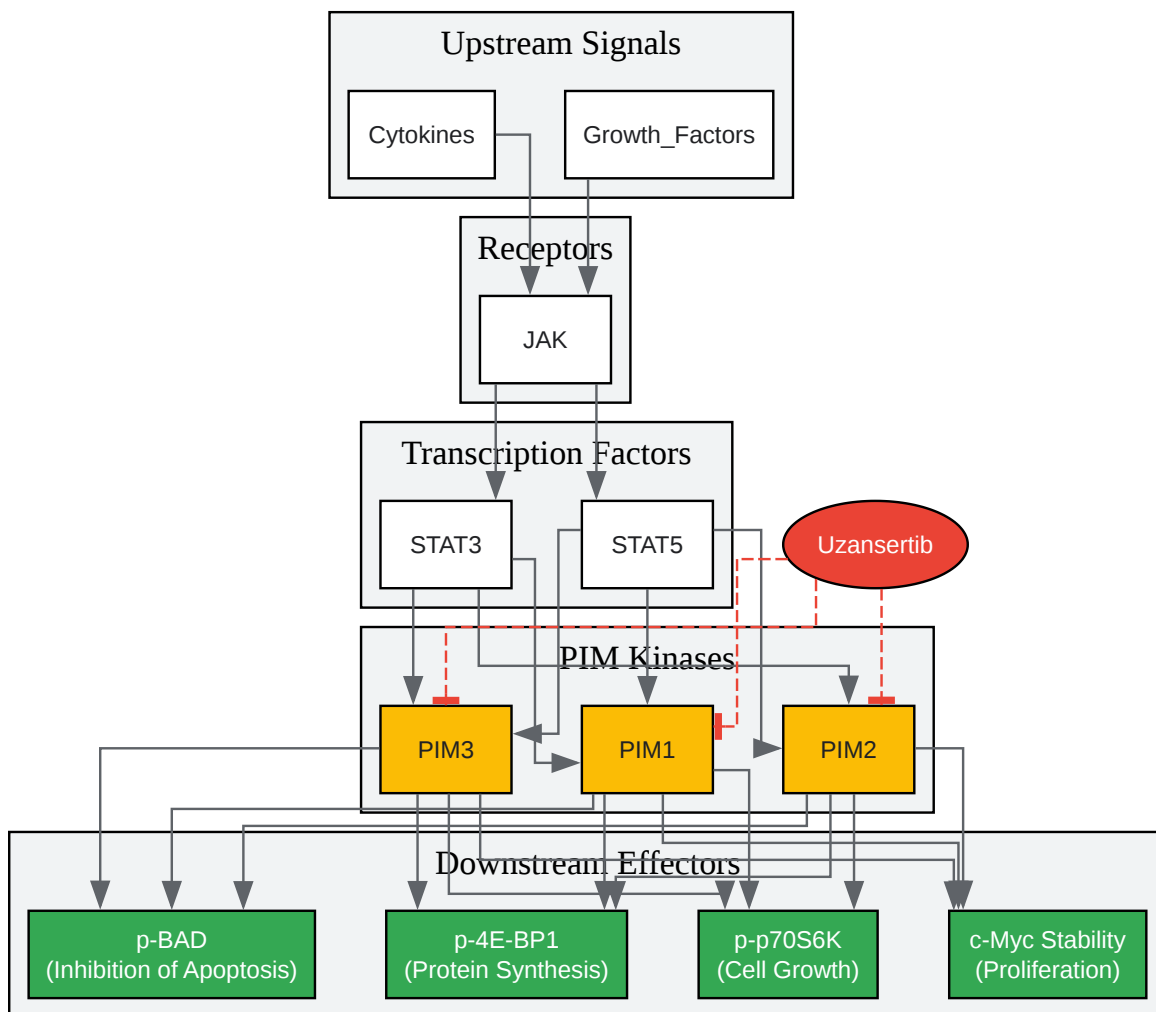 Upstream Signals
Cytokines
Growth_Factors
Receptors
JAK
Transcription Factors
STAT3
STAT5
Uzansertib
PIM Kinases
PIM3
PIM1
PIM2
Downstream Effectors
p-BAD
(Inhibition of Apoptosis)
p-4E-BP1
(Protein Synthesis)
p-p70S6K
(Cell Growth)
c-Myc Stability
(Proliferation)